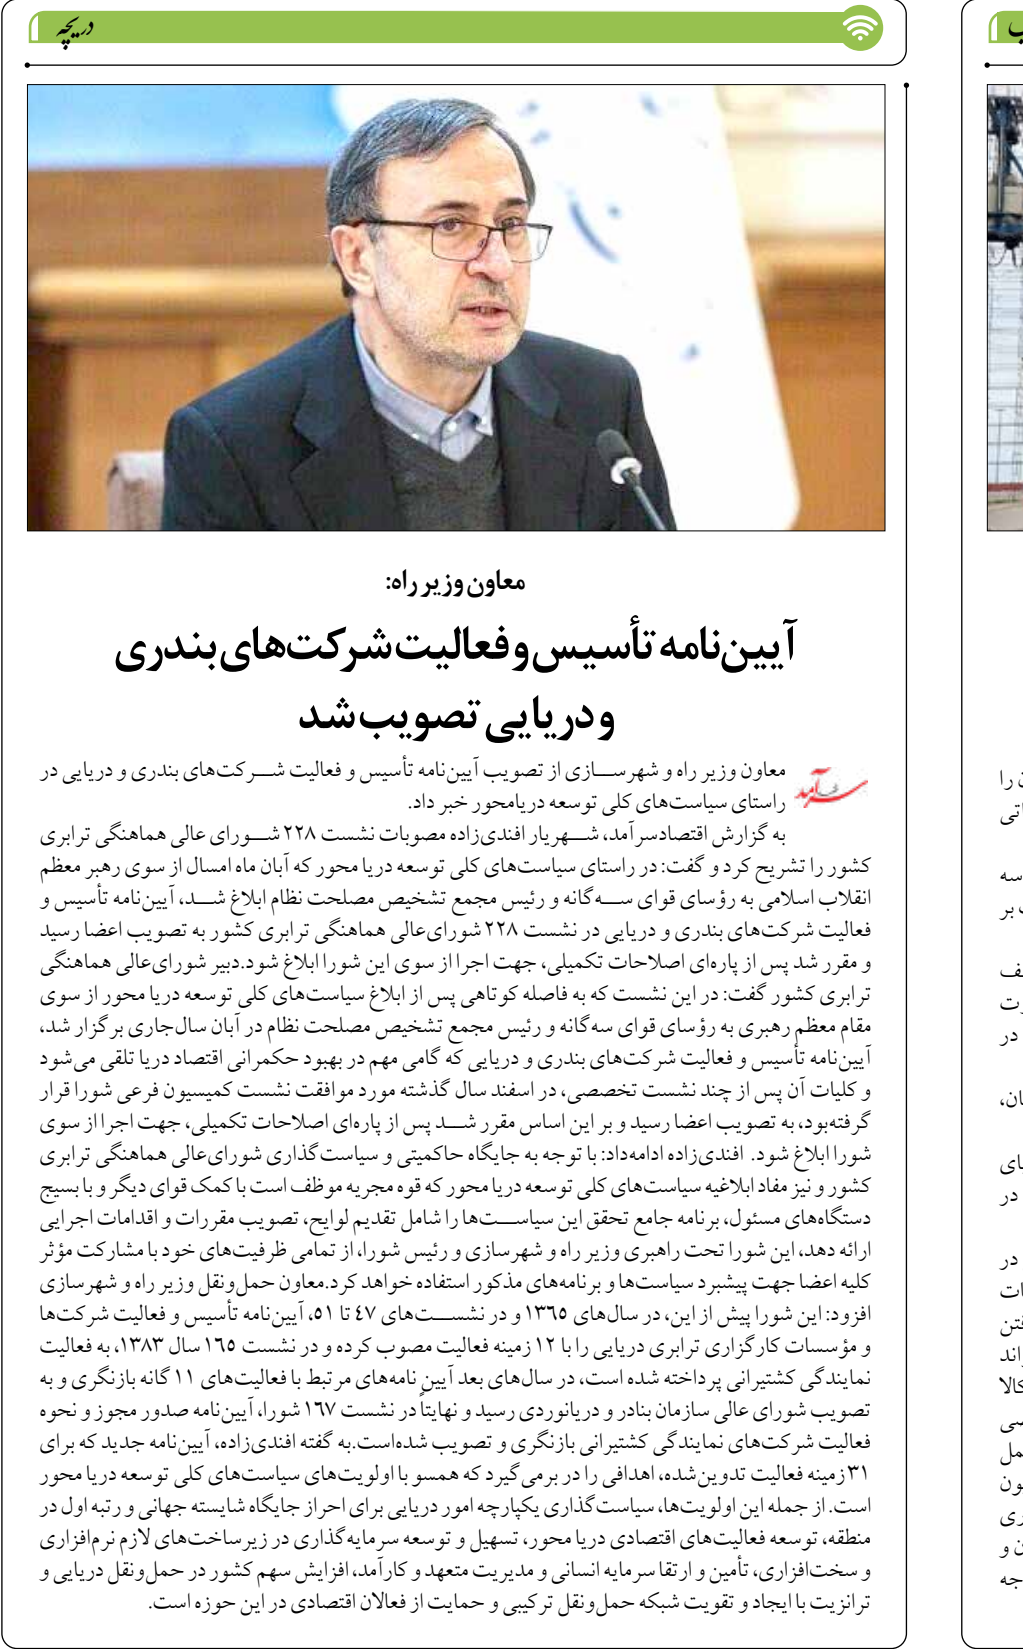 دریچه
معاون وزیر راه:
آیین‌نامه تأسیس و فعالیت شرکت‌های بندری
و دریایی تصویب شد
سرآمد
معاون وزیر راه و شهرسازی از تصویب آیین‌نامه تأسیس و فعالیت شرکت‌های بندری و دریایی در
راستای سیاست‌های کلی توسعه دریامحور خبر داد.
به گزارش اقتصادسرآمد، شهریار افندی‌زاده مصوبات نشست ۲۲۸ شورای عالی هماهنگی ترابری
کشور را تشریح کرد و گفت: در راستای سیاست‌های کلی توسعه دریا محور که آبان ماه امسال از سوی رهبر معظم
انقلاب اسلامی به رؤسای قوای سه‌گانه و رئیس مجمع تشخیص مصلحت نظام ابلاغ شد، آیین‌نامه تأسیس و
فعالیت شرکت‌های بندری و دریایی در نشست ۲۲۸ شورای‌عالی هماهنگی ترابری کشور به تصویب اعضا رسید
و مقرر شد پس از پاره‌ای اصلاحات تکمیلی، جهت اجرا از سوی این شورا ابلاغ شود.دبیر شورای‌عالی هماهنگی
ترابری کشور گفت: در این نشست که به فاصله کوتاهی پس از ابلاغ سیاست‌های کلی توسعه دریا محور از سوی
مقام معظم رهبری به رؤسای قوای سه‌گانه و رئیس مجمع تشخیص مصلحت نظام در آبان سال‌جاری برگزار شد،
آیین‌نامه تأسیس و فعالیت شرکت‌های بندری و دریایی که گامی مهم در بهبود حکمرانی اقتصاد دریا تلقی می‌شود
و کلیات آن پس از چند نشست تخصصی، در اسفند سال گذشته مورد موافقت نشست کمیسیون فرعی شورا قرار
گرفته‌بود، به تصویب اعضا رسید و بر این اساس مقرر شد پس از پاره‌ای اصلاحات تکمیلی، جهت اجرا از سوی
شورا ابلاغ شود. افندی‌زاده ادامه‌داد: با توجه به جایگاه حاکمیتی و سیاست‌گذاری شورای‌عالی هماهنگی ترابری
کشور و نیز مفاد ابلاغیه سیاست‌های کلی توسعه دریا محور که قوه مجریه موظف است با کمک قوای دیگر و با بسیج
دستگاه‌های مسئول، برنامه جامع تحقق این سیاست‌ها را شامل تقدیم لوایح، تصویب مقررات و اقدامات اجرایی
ارائه دهد، این شورا تحت راهبری وزیر راه و شهرسازی و رئیس شورا، از تمامی ظرفیت‌های خود با مشارکت مؤثر
کلیه اعضا جهت پیشبرد سیاست‌ها و برنامه‌های مذکور استفاده خواهد کرد.معاون حمل‌ونقل وزیر راه و شهرسازی
افزود: این شورا پیش از این، در سال‌های ۱۳۶۵ و در نشست‌های ۴۷ تا ۵۱، آیین‌نامه تأسیس و فعالیت شرکت‌ها
و مؤسسات کارگزاری ترابری دریایی را با ۱۲ زمینه فعالیت مصوب کرده و در نشست ۱۶۵ سال ۱۳۸۳، به فعالیت
نمایندگی کشتیرانی پرداخته شده است، در سال‌های بعد آیین نامه‌های مرتبط با فعالیت‌های ۱۱ گانه بازنگری و به
تصویب شورای عالی سازمان بنادر و دریانوردی رسید و نهایتاً در نشست ۱۶۷ شورا، آیین‌نامه صدور مجوز و نحوه
فعالیت شرکت‌های نمایندگی کشتیرانی بازنگری و تصویب شده‌است.به گفته افندی‌زاده، آیین‌نامه جدید که برای
۳۱ زمینه فعالیت تدوین‌شده، اهدافی را در برمی‌گیرد که همسو با اولویت‌های سیاست‌های کلی توسعه دریا محور
است. از جمله این اولویت‌ها، سیاست‌گذاری یکپارچه امور دریایی برای احراز جایگاه شایسته جهانی و رتبه اول در
منطقه، توسعه فعالیت‌های اقتصادی دریا محور، تسهیل و توسعه سرمایه‌گذاری در زیرساخت‌های لازم نرم‌افزاری
و سخت‌افزاری، تأمین و ارتقا سرمایه انسانی و مدیریت متعهد و کارآمد، افزایش سهم کشور در حمل‌ونقل دریایی و
ترانزیت با ایجاد و تقویت شبکه حمل‌ونقل ترکیبی و حمایت از فعالان اقتصادی در این حوزه است.